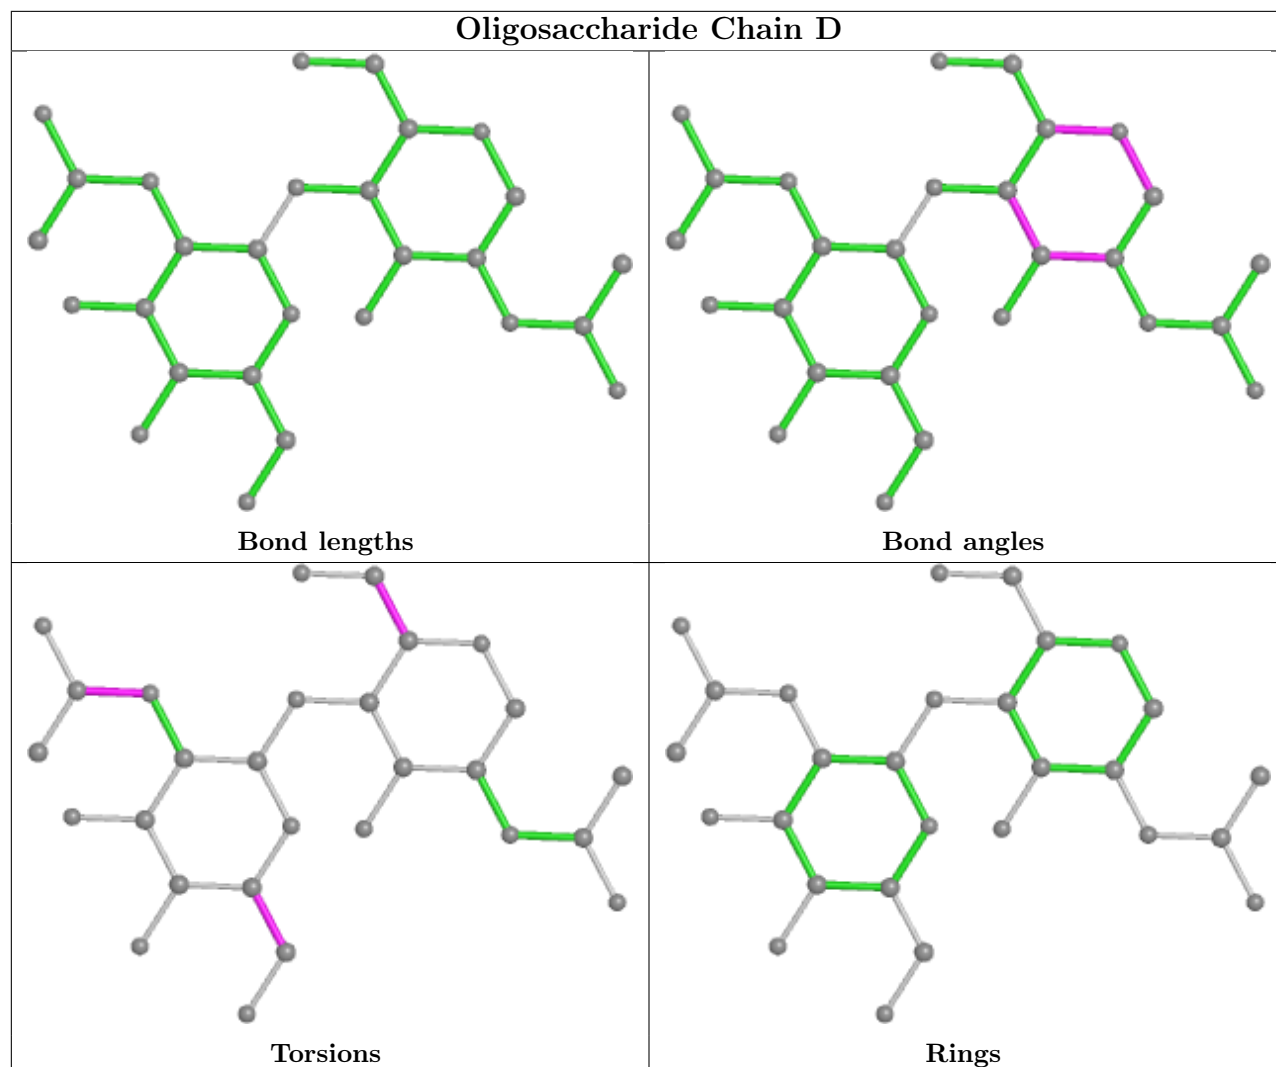 Oligosaccharide Chain D
Bond lengths
Bond angles
Torsions
Rings